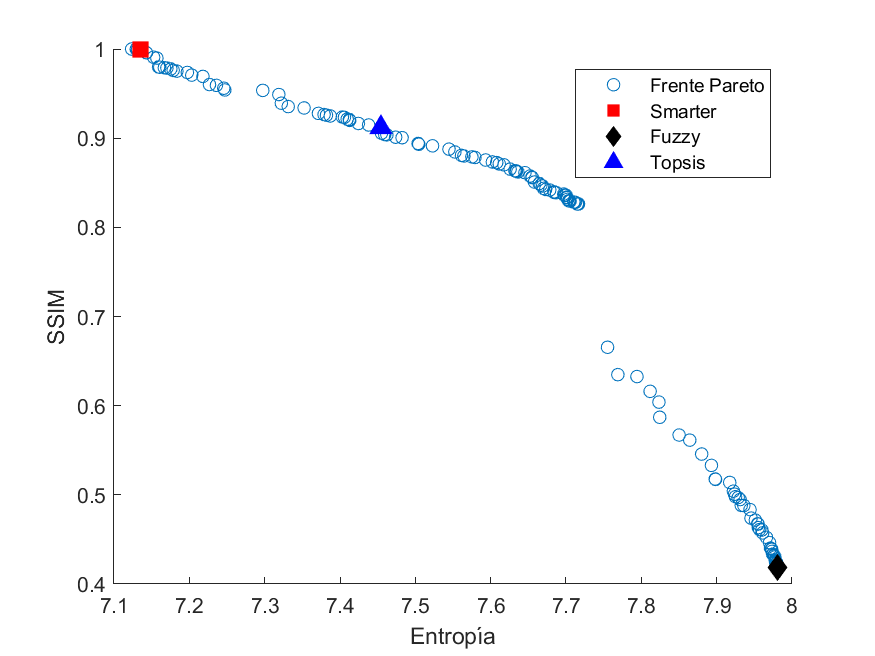 Frente Pareto
Smarter
Fuzzy
Topsis
1
0.9
0.8
0.7
0.6
0.5
0.4
SSIM
7.1 7.2 7.3 7.4 7.5 7.6 7.7 7.8 7.9 8
Entropía